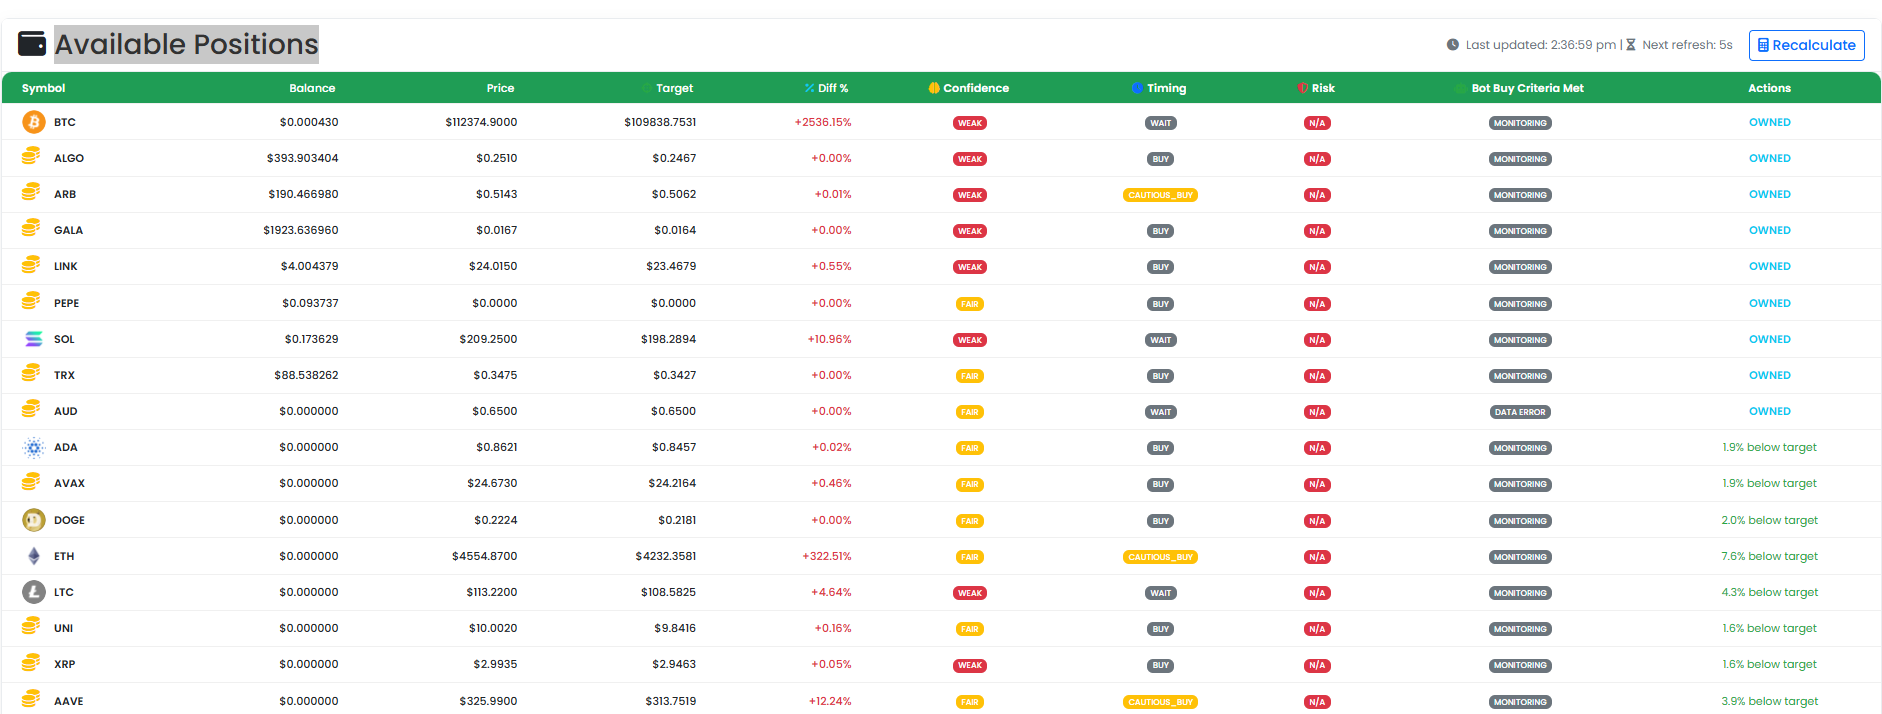 Available Positions
Last updated: 2:36:59 pm | Next refresh: 5s Recalculate
Symbol Balance Price Target Diff % Confidence Timing Risk Bot Buy Criteria Met Actions
BTC $0.000430 $112374.9000 $109838.7531 +2536.15% WEAK WAIT N/A MONITORING OWNED
ALGO $393.903404 $0.2510 $0.2467 +0.00% WEAK BUY N/A MONITORING OWNED
ARB $190.466980 $0.5143 $0.5062 +0.01% WEAK CAUTIOUS_BUY N/A MONITORING OWNED
GALA $1923.636960 $0.0167 $0.0164 +0.00% WEAK BUY N/A MONITORING OWNED
LINK $4.004379 $24.0150 $23.4679 +0.55% WEAK BUY N/A MONITORING OWNED
PEPE $0.093737 $0.0000 $0.0000 +0.00% FAIR BUY N/A MONITORING OWNED
SOL $0.173629 $209.2500 $198.2894 +10.96% WEAK WAIT N/A MONITORING OWNED
TRX $88.538262 $0.3475 $0.3427 +0.00% FAIR BUY N/A MONITORING OWNED
AUD $0.000000 $0.6500 $0.6500 +0.00% FAIR WAIT N/A DATA ERROR OWNED
ADA $0.000000 $0.8621 $0.8457 +0.02% FAIR BUY N/A MONITORING 1.9% below target
AVAX $0.000000 $24.6730 $24.2164 +0.46% FAIR BUY N/A MONITORING 1.9% below target
DOGE $0.000000 $0.2224 $0.2181 +0.00% FAIR BUY N/A MONITORING 2.0% below target
ETH $0.000000 $4554.8700 $4232.3581 +322.51% FAIR CAUTIOUS_BUY N/A MONITORING 7.6% below target
LTC $0.000000 $113.2200 $108.5825 +4.64% WEAK WAIT N/A MONITORING 4.3% below target
UNI $0.000000 $10.0020 $9.8416 +0.16% FAIR BUY N/A MONITORING 1.6% below target
XRP $0.000000 $2.9935 $2.9463 +0.05% WEAK BUY N/A MONITORING 1.6% below target
AAVE $0.000000 $325.9900 $313.7519 +12.24% FAIR CAUTIOUS_BUY N/A MONITORING 3.9% below target